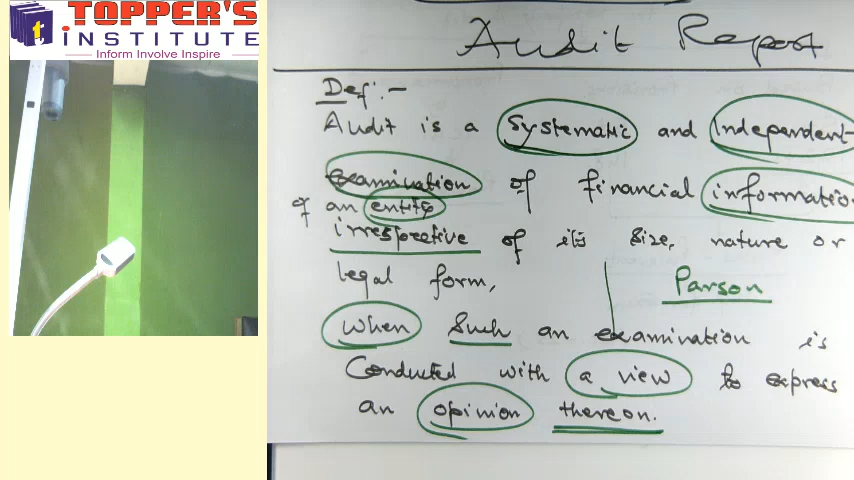 TOPPER'S
t iNSTITUTE
Inform Involve Inspire
Audit Report
Def:-
Audit is a Systematic and Independent
examination of financial information
of an entity
irrespective of its size, nature or
legal form,
Parson
when such an examination is
Conducted with a view to express
an opinion thereon.